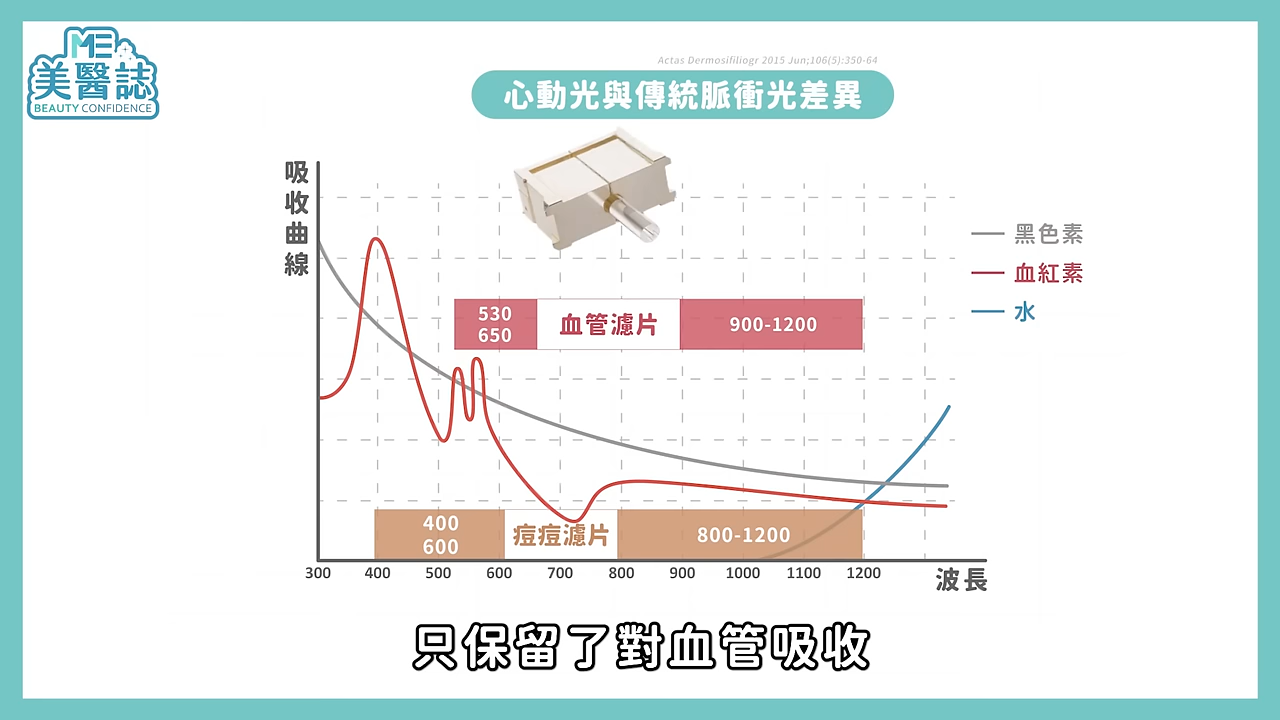 ME
美醫誌
BEAUTY CONFIDENCE
Actas Dermosifiliogr 2015 Jun;106(5):350-64
心動光與傳統脈衝光差異
吸收曲線
黑色素
血紅素
水
530
650
血管濾片
900-1200
400
600
痘痘濾片
800-1200
300 400 500 600 700 800 900 1000 1100 1200
波長
只保留了對血管吸收